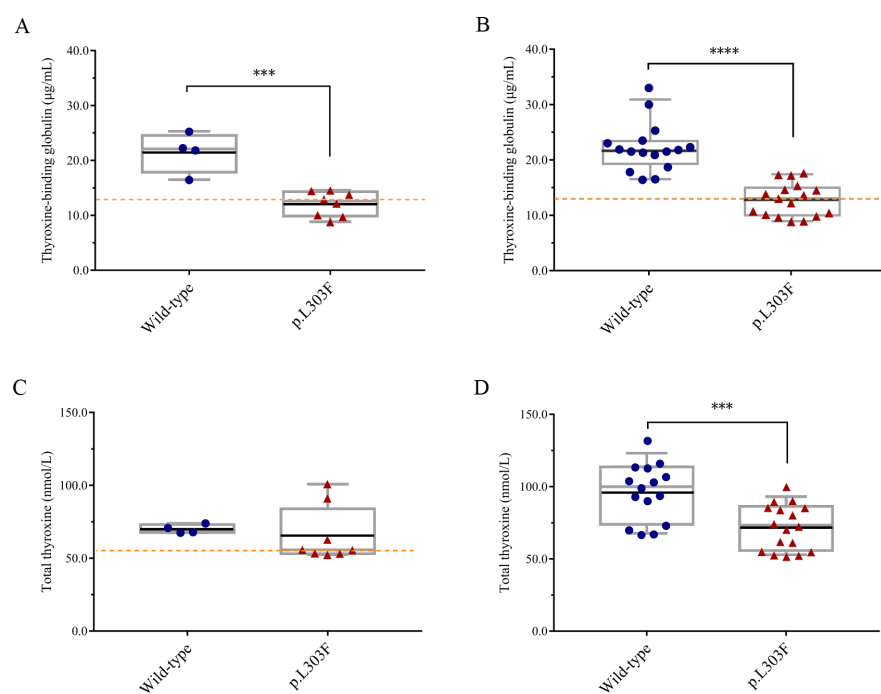 A
Thyroxine-binding globulin (µg/mL)
40.0
30.0
20.0
10.0
0.0
***
Wild-type
p.L303F
B
Thyroxine-binding globulin (µg/mL)
40.0
30.0
20.0
10.0
0.0
****
Wild-type
p.L303F
C
Total thyroxine (nmol/L)
150.0
100.0
50.0
0.0
Wild-type
p.L303F
D
Total thyroxine (nmol/L)
150.0
100.0
50.0
0.0
***
Wild-type
p.L303F